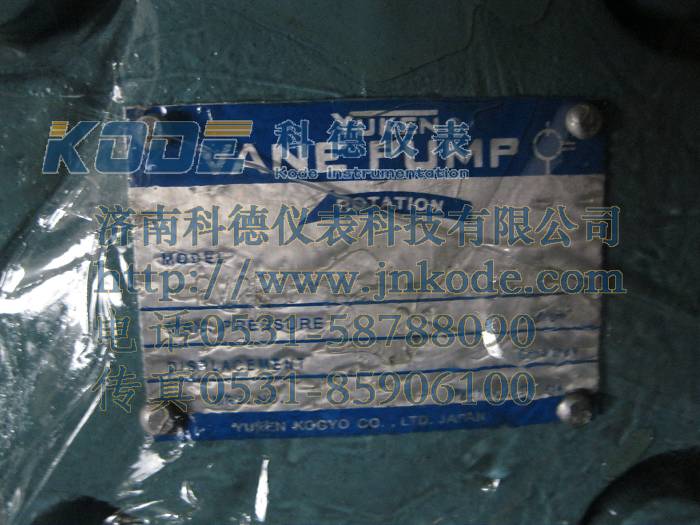 YUKEN
KODE 科德仪表
VANE PUMP
Kode Instrumentation
ROTATION
济南科德仪表科技有限公司
MODEL
http://www.jnkode.com
PRESSURE
电话0531-58788090
DISPLACEMENT
传真0531-85906100
YUKEN KOGYO CO., LTD. JAPAN